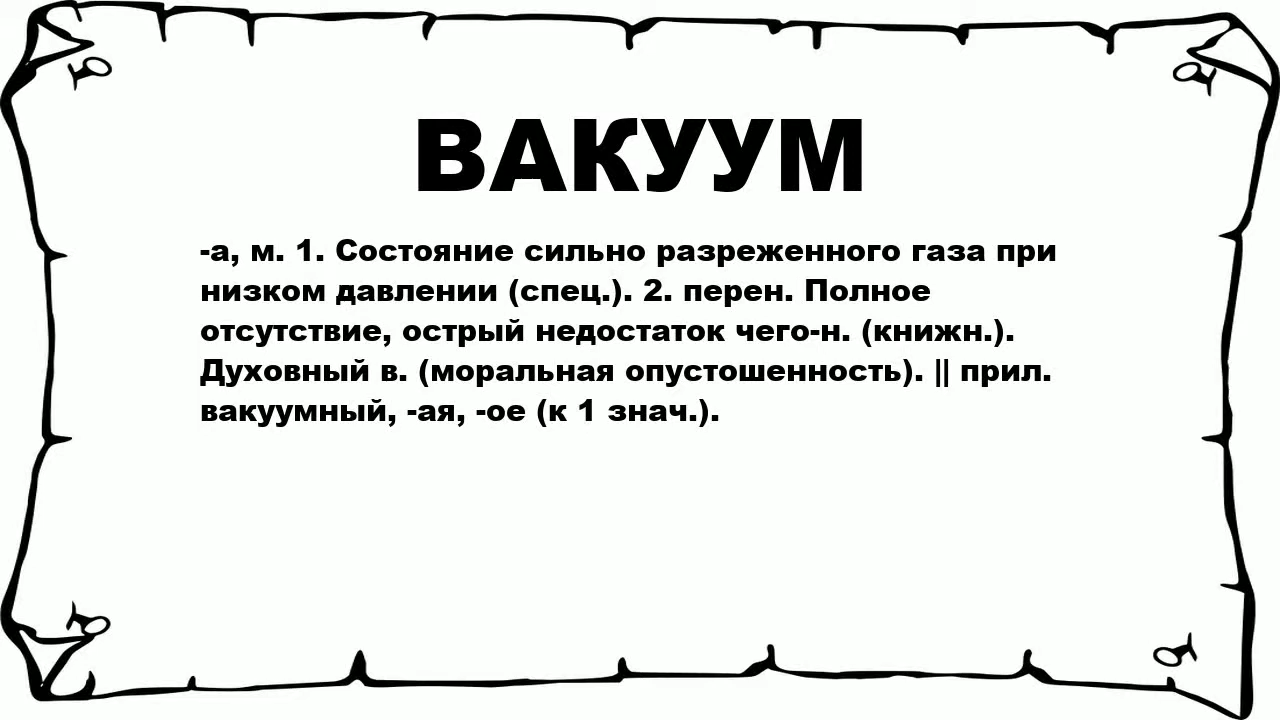 ВАКУУМ
-а, м. 1. Состояние сильно разреженного газа при
низком давлении (спец.). 2. перен. Полное
отсутствие, острый недостаток чего-н. (книжн.).
Духовный в. (моральная опустошенность). || прил.
вакуумный, -ая, -ое (к 1 знач.).